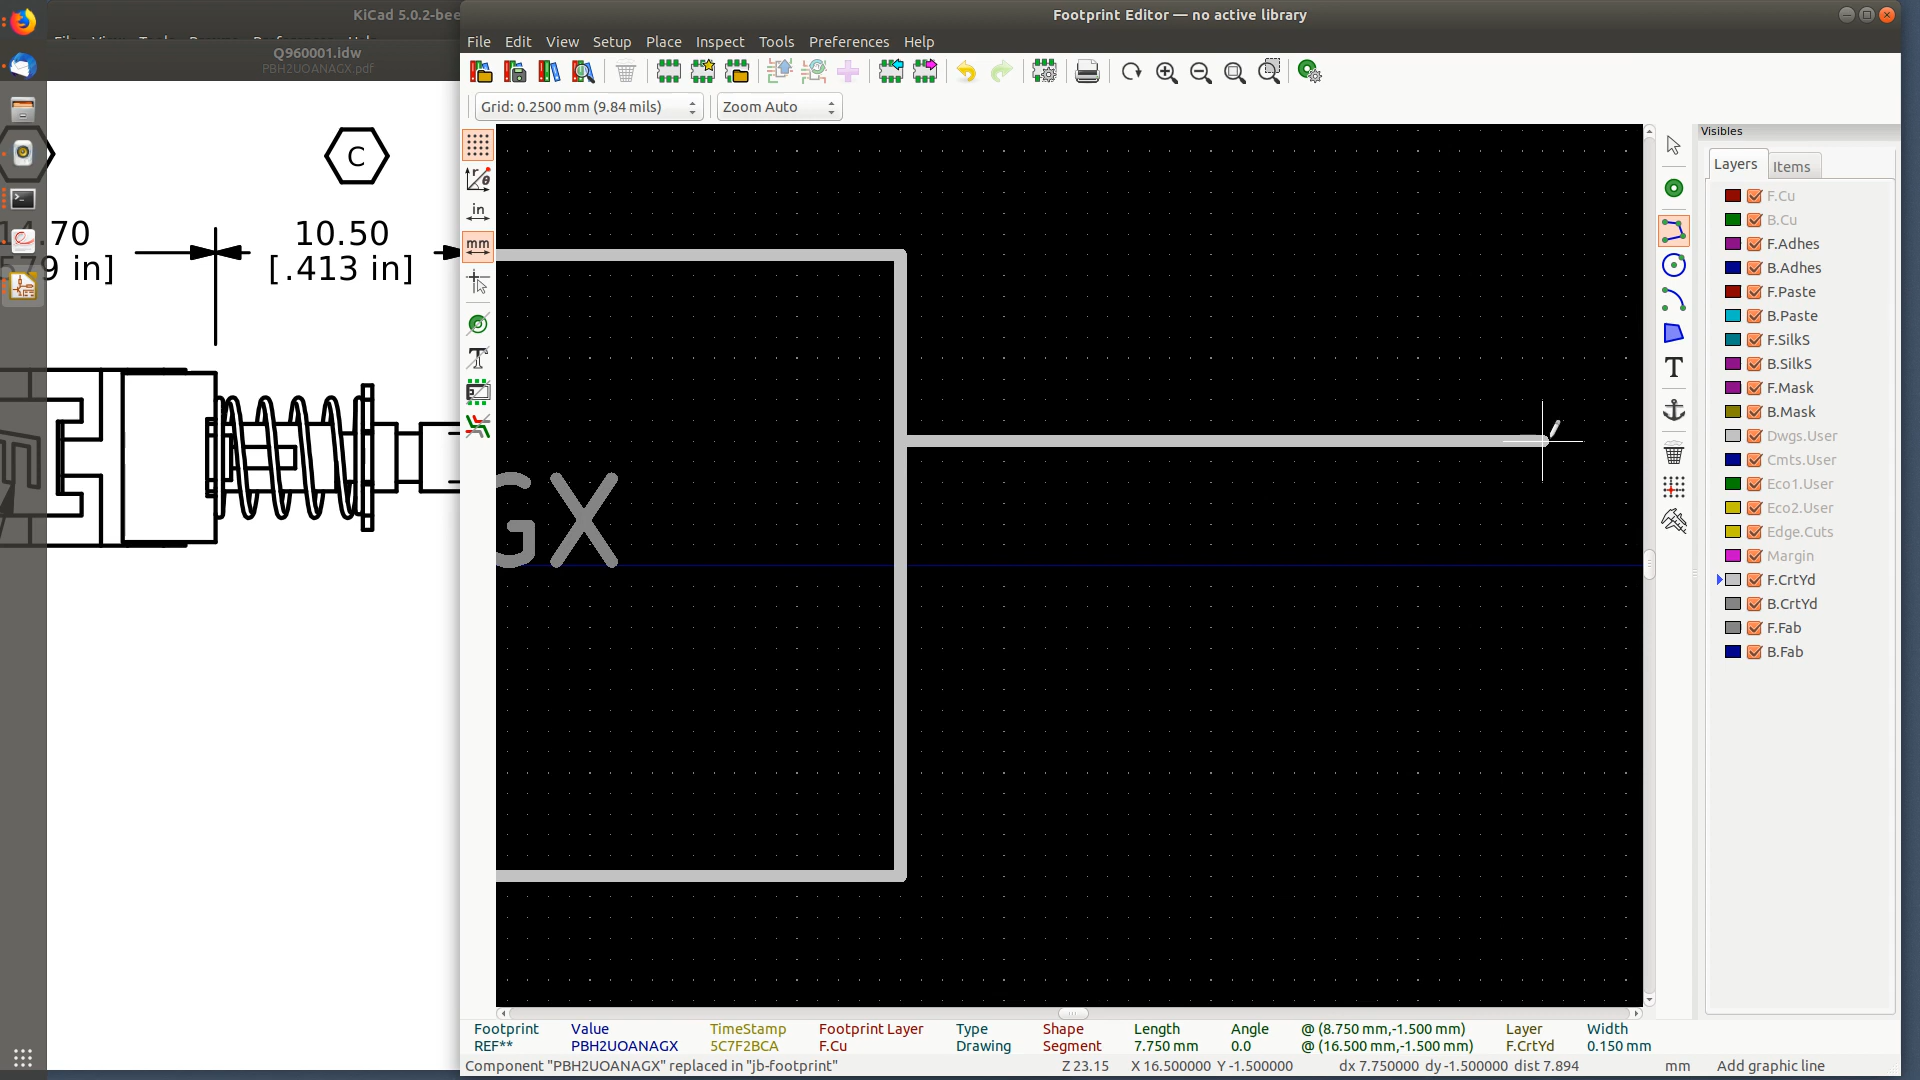 KiCad 5.0.2-bee
Q960001.idw
PBH2UOANAGX.pdf
C
.70
10.50
9 in]
[.413 in]
Footprint Editor — no active library
File Edit View Setup Place Inspect Tools Preferences Help
Grid: 0.2500 mm (9.84 mils)
Zoom Auto
in
mm
GX
Visibles
Layers
Items
F.Cu
B.Cu
F.Adhes
B.Adhes
F.Paste
B.Paste
F.SilkS
B.SilkS
F.Mask
B.Mask
Dwgs.User
Cmts.User
Eco1.User
Eco2.User
Edge.Cuts
Margin
F.CrtYd
B.CrtYd
F.Fab
B.Fab
Footprint Value TimeStamp Footprint Layer Type Shape Length Angle @ (8.750 mm,-1.500 mm) Layer Width
REF** PBH2UOANAGX 5C7F2BCA F.Cu Drawing Segment 7.750 mm 0.0 @ (16.500 mm,-1.500 mm) F.CrtYd 0.150 mm
Component "PBH2UOANAGX" replaced in "jb-footprint" Z 23.15 X 16.500000 Y -1.500000 dx 7.750000 dy -1.500000 dist 7.894 mm Add graphic line